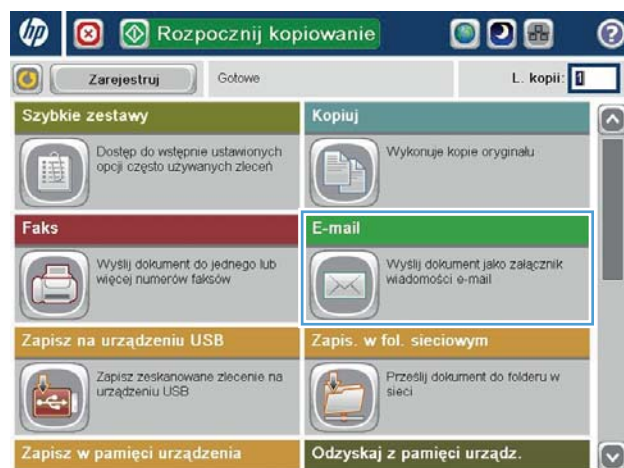 hp Rozpocznij kopiowanie ?
Zarejestruj Gotowe L. kopii: 1
Szybkie zestawy
Dostęp do wstępnie ustawionych
opcji często używanych zleceń
Kopiuj
Wykonuje kopie oryginału
Faks
Wyślij dokument do jednego lub
więcej numerów faksów
E-mail
Wyślij dokument jako załącznik
wiadomości e-mail
Zapisz na urządzeniu USB
Zapisz zeskanowane zlecenie na
urządzeniu USB
Zapis. w fol. sieciowym
Prześlij dokument do folderu w
sieci
Zapisz w pamięci urządzenia
Odzyskaj z pamięci urządz.